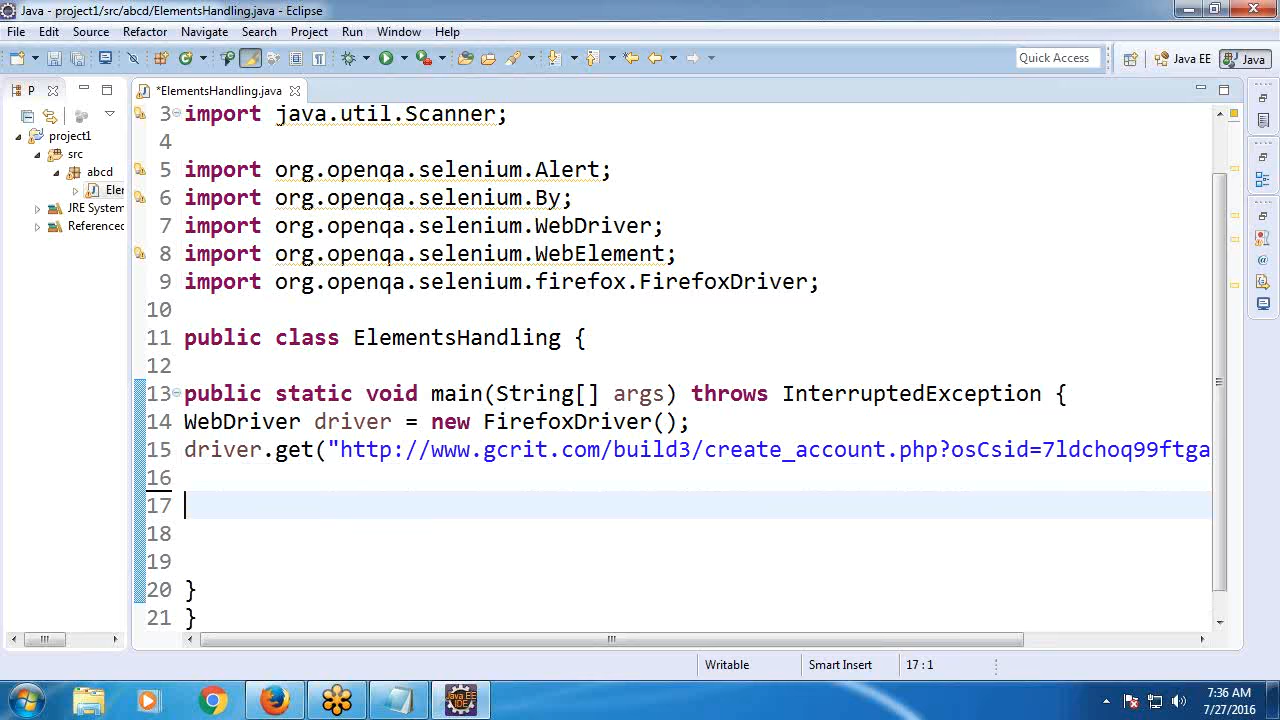 Java - project1/src/abcd/ElementsHandling.java - Eclipse
File Edit Source Refactor Navigate Search Project Run Window Help
Quick Access Java EE Java
P *ElementsHandling.java
project1
src
abcd
Elen
JRE System
Referenced
3 import java.util.Scanner;
4
5 import org.openqa.selenium.Alert;
6 import org.openqa.selenium.By;
7 import org.openqa.selenium.WebDriver;
8 import org.openqa.selenium.WebElement;
9 import org.openqa.selenium.firefox.FirefoxDriver;
10
11 public class ElementsHandling {
12
13 public static void main(String[] args) throws InterruptedException {
14 WebDriver driver = new FirefoxDriver();
15 driver.get("http://www.gcrit.com/build3/create_account.php?osCsid=7ldchoq99ftga
16
17
18
19
20 }
21 }
Writable Smart Insert 17 : 1
Java EE
IDE
7:36 AM
7/27/2016